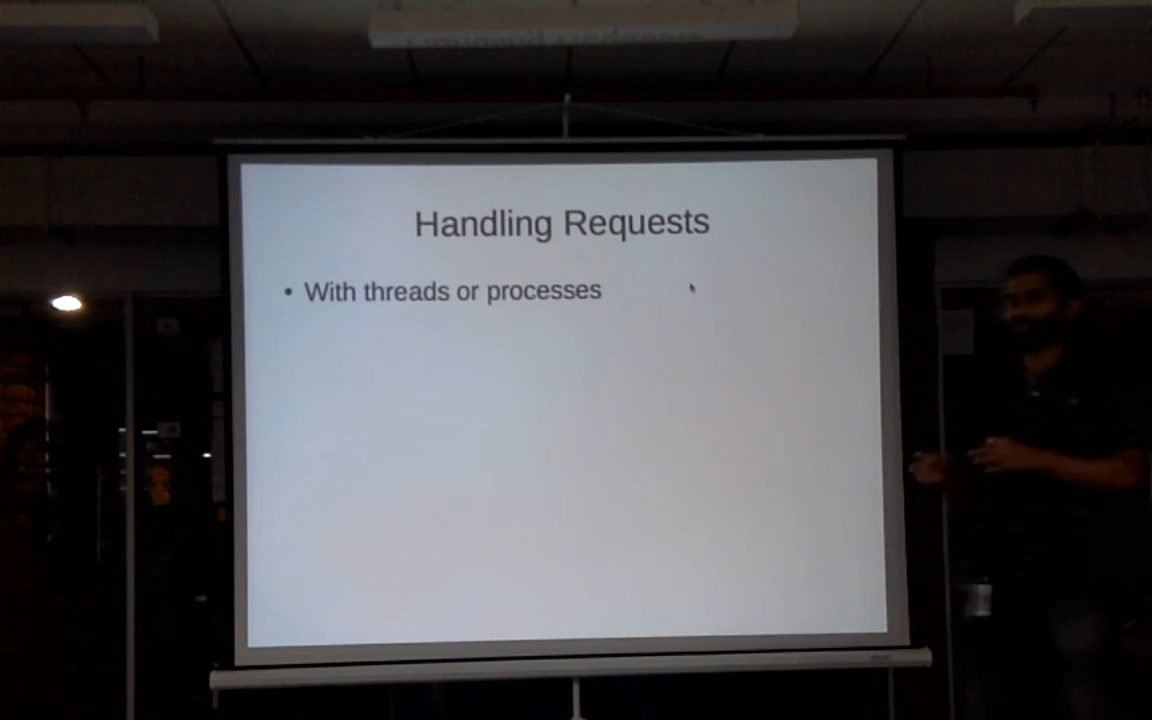 Handling Requests
• With threads or processes